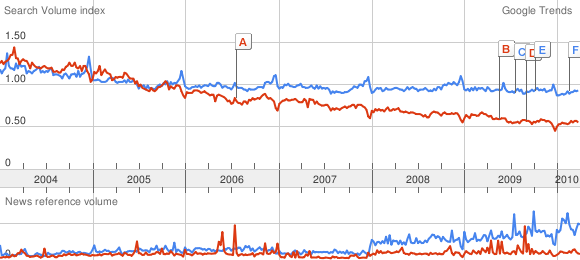 Search Volume index
Google Trends
A
B
C
D
E
F
1.50
1.00
0.50
0
2004
2005
2006
2007
2008
2009
2010
News reference volume
0